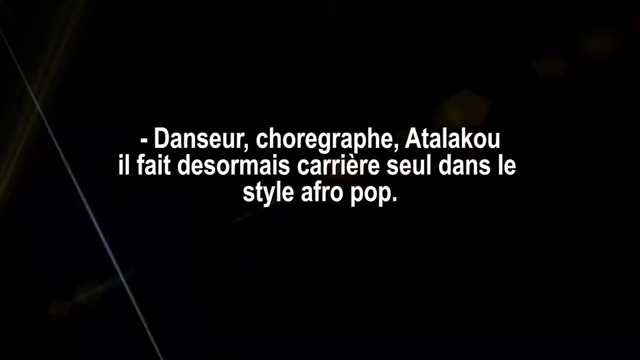 - Danseur, choregraphe, Atalakou
il fait desormais carrière seul dans le
style afro pop.